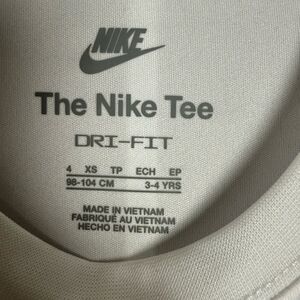 NIKE
The Nike Tee
DRI-FIT
4 XS TP ECH EP
98-104 CM 3-4 YRS
MADE IN VIETNAM
FABRIQUÉ AU VIETNAM
HECHO EN VIETNAM